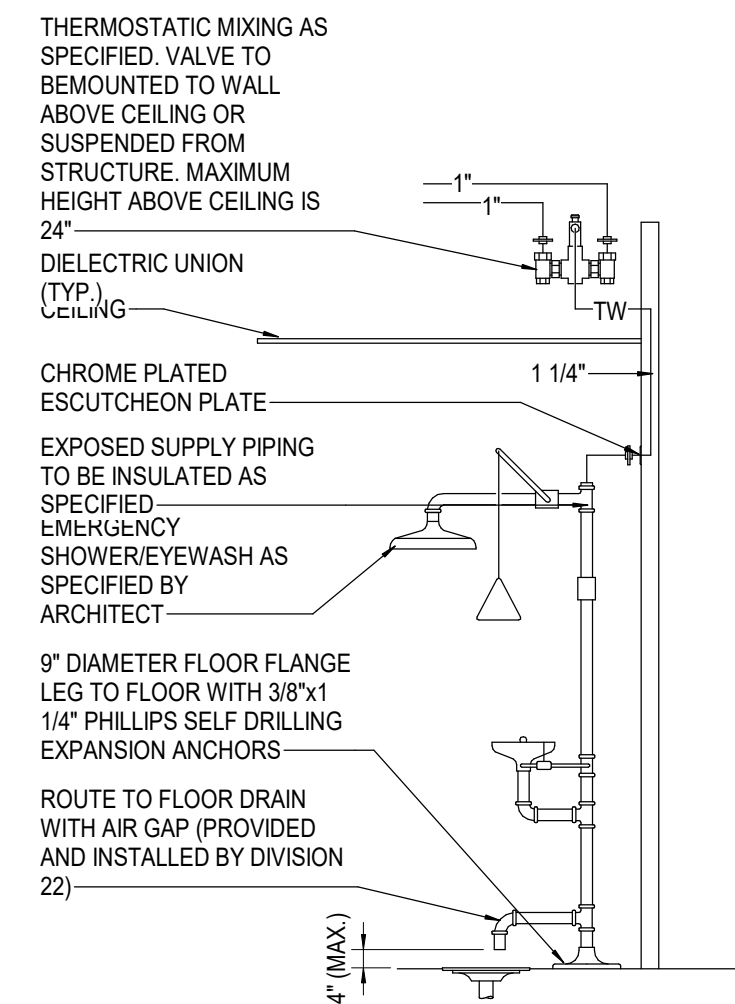 THERMOSTATIC MIXING AS
SPECIFIED. VALVE TO
BEMOUNTED TO WALL
ABOVE CEILING OR
SUSPENDED FROM
STRUCTURE. MAXIMUM
HEIGHT ABOVE CEILING IS
24"
DIELECTRIC UNION
(TYP.)
CEILING
CHROME PLATED
ESCUTCHEON PLATE
EXPOSED SUPPLY PIPING
TO BE INSULATED AS
SPECIFIED
EMERGENCY
SHOWER/EYEWASH AS
SPECIFIED BY
ARCHITECT
9" DIAMETER FLOOR FLANGE
LEG TO FLOOR WITH 3/8"x1
1/4" PHILLIPS SELF DRILLING
EXPANSION ANCHORS
ROUTE TO FLOOR DRAIN
WITH AIR GAP (PROVIDED
AND INSTALLED BY DIVISION
22)
1"
1"
TW
1 1/4"
4" (MAX.)